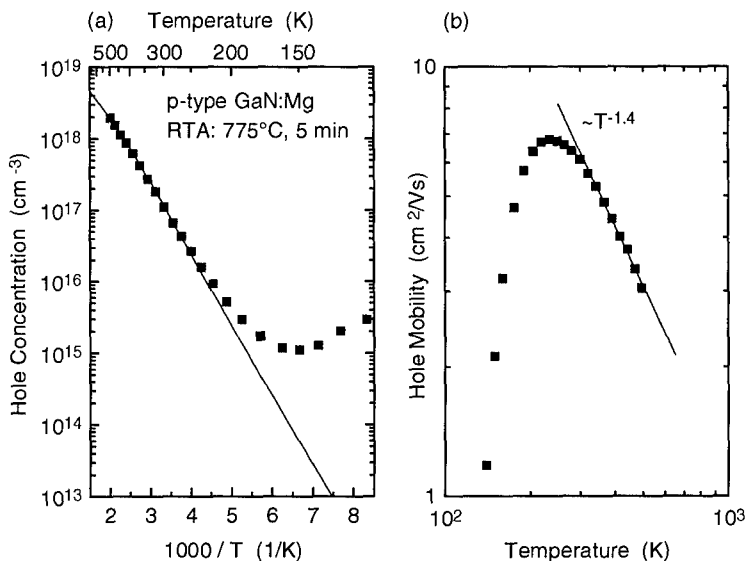 (a) Temperature (K)
500 300 200 150
10^19
10^18
10^17
10^16
10^15
10^14
10^13
Hole Concentration (cm^-3)
p-type GaN:Mg
RTA: 775°C, 5 min
2 3 4 5 6 7 8
1000 / T (1/K)
(b)
10
1
Hole Mobility (cm^2/Vs)
~T^-1.4
10^2 10^3
Temperature (K)